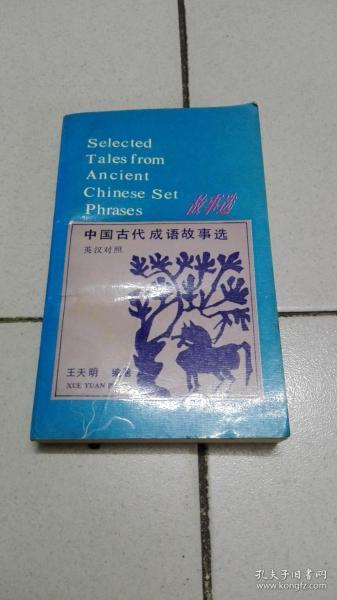 Selected
Tales from
Ancient
Chinese Set
Phrases
故事选
中国古代成语故事选
英汉对照
王天明
XUE YUAN
孔夫子旧书网
www.kongfz.com